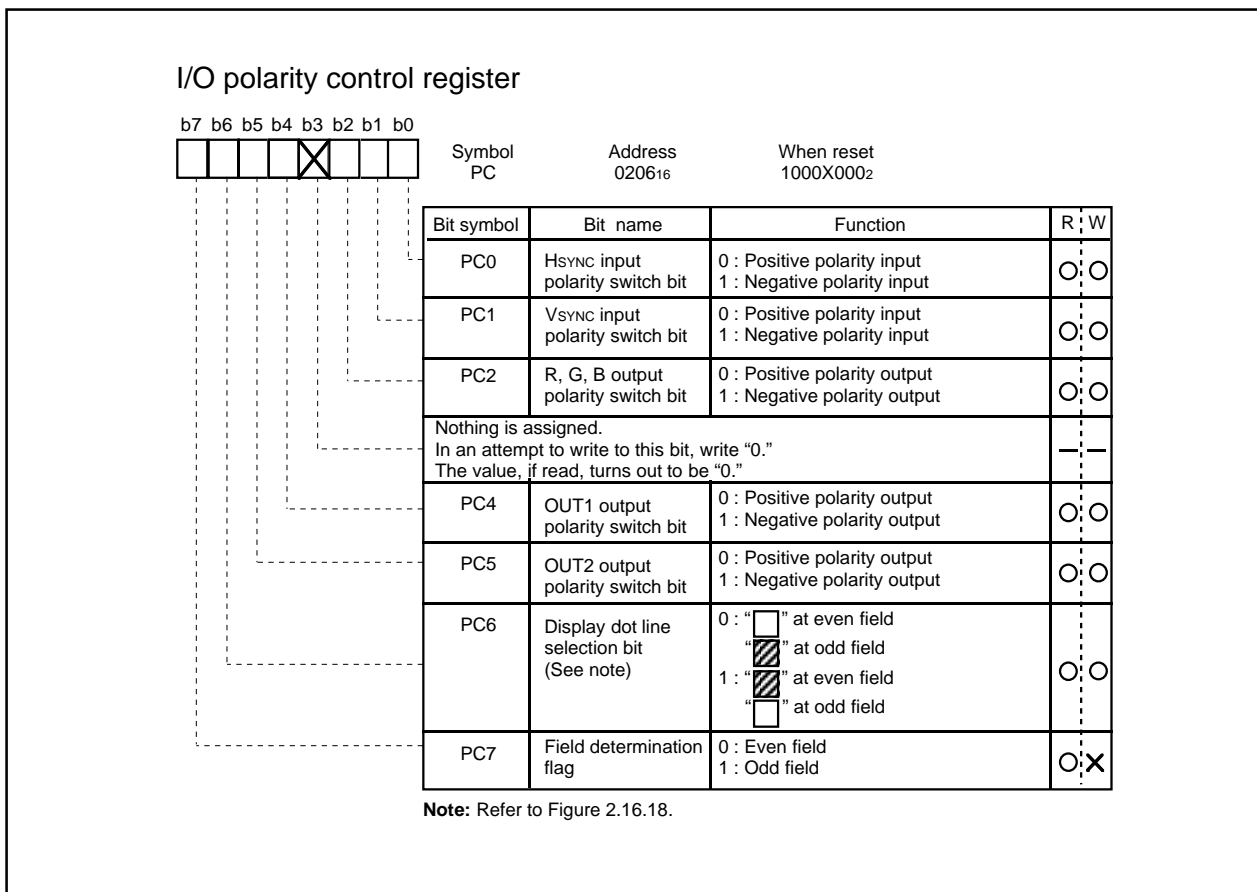 I/O polarity control register
b7 b6 b5 b4 b3 b2 b1 b0
Symbol Address When reset
PC 020616 1000X0002
Bit symbol Bit name Function R W
PC0 HSYNC input 0 : Positive polarity input
polarity switch bit 1 : Negative polarity input
PC1 VSYNC input 0 : Positive polarity input
polarity switch bit 1 : Negative polarity input
PC2 R, G, B output 0 : Positive polarity output
polarity switch bit 1 : Negative polarity output
Nothing is assigned.
In an attempt to write to this bit, write “0.”
The value, if read, turns out to be “0.”
PC4 OUT1 output 0 : Positive polarity output
polarity switch bit 1 : Negative polarity output
PC5 OUT2 output 0 : Positive polarity output
polarity switch bit 1 : Negative polarity output
PC6 Display dot line 0 : “ ” at even field
selection bit “ ” at odd field
(See note) 1 : “ ” at even field
“ ” at odd field
PC7 Field determination 0 : Even field
flag 1 : Odd field
Note: Refer to Figure 2.16.18.